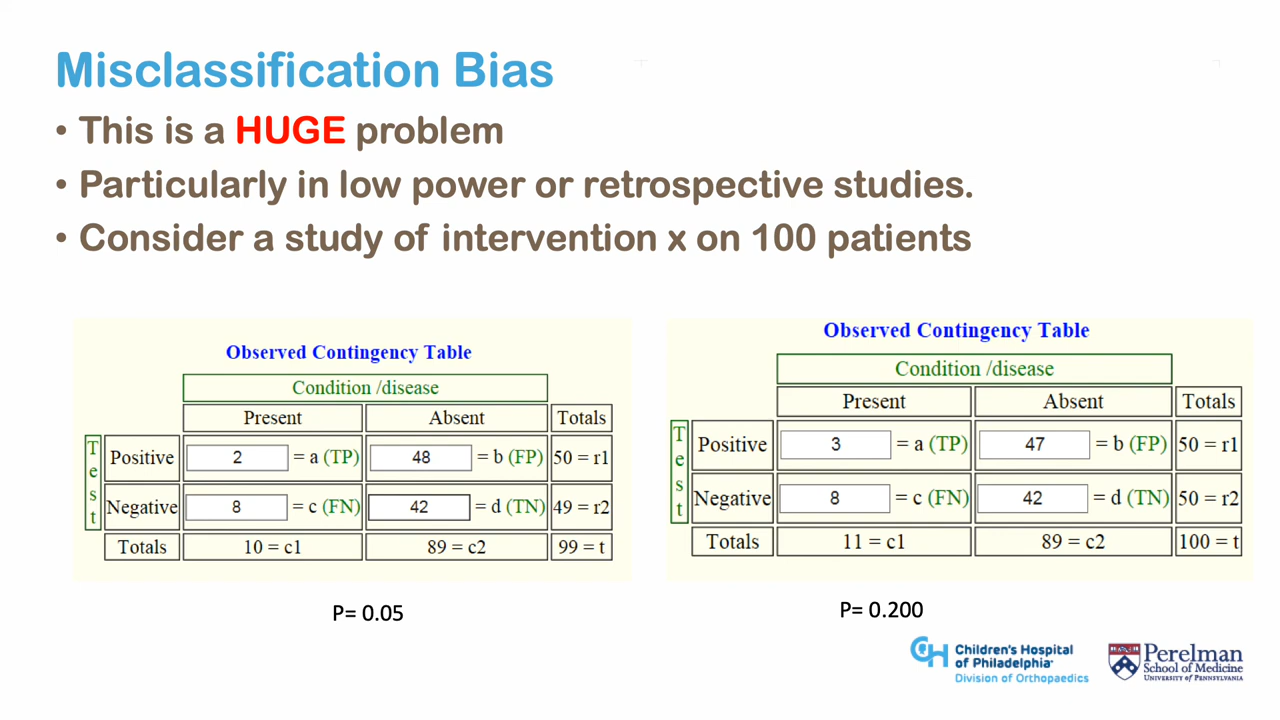 Misclassification Bias
• This is a HUGE problem
• Particularly in low power or retrospective studies.
• Consider a study of intervention x on 100 patients
Observed Contingency Table
Condition /disease
Present Absent Totals
Test
Positive 2 = a (TP) 48 = b (FP) 50 = r1
Negative 8 = c (FN) 42 = d (TN) 49 = r2
Totals 10 = c1 89 = c2 99 = t
P= 0.05
Observed Contingency Table
Condition /disease
Present Absent Totals
Test
Positive 3 = a (TP) 47 = b (FP) 50 = r1
Negative 8 = c (FN) 42 = d (TN) 50 = r2
Totals 11 = c1 89 = c2 100 = t
P= 0.200
CH Children's Hospital
of Philadelphia
Division of Orthopaedics
Perelman
School of Medicine
University of Pennsylvania